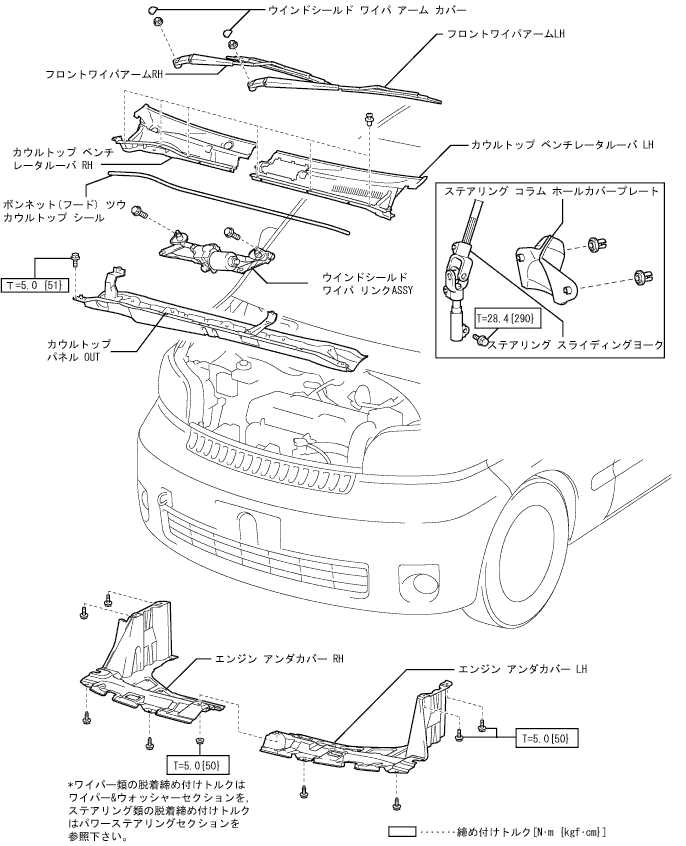 ウインドシールド ワイパ アーム カバー
フロントワイパアームLH
フロントワイパアームRH
カウルトップ ベンチ
レータルーバ RH
カウルトップ ベンチレータルーバ LH
ボンネット(フード) ツウ
カウルトップ シール
ステアリング コラム ホールカバープレート
T=5.0 {51}
ウインドシールド
ワイパ リンクASSY
T=28.4{290}
ステアリング スライディングヨーク
カウルトップ
パネル OUT
エンジン アンダカバー RH
エンジン アンダカバー LH
T=5.0{50}
T=5.0{50}
*ワイパー類の脱着締め付けトルクは
ワイパー&ウォッシャーセクションを,
ステアリング類の脱着締め付けトルク
はパワーステアリングセクションを
参照下さい。
・・・・・・・締め付けトルク[N·m {kgf·cm}]